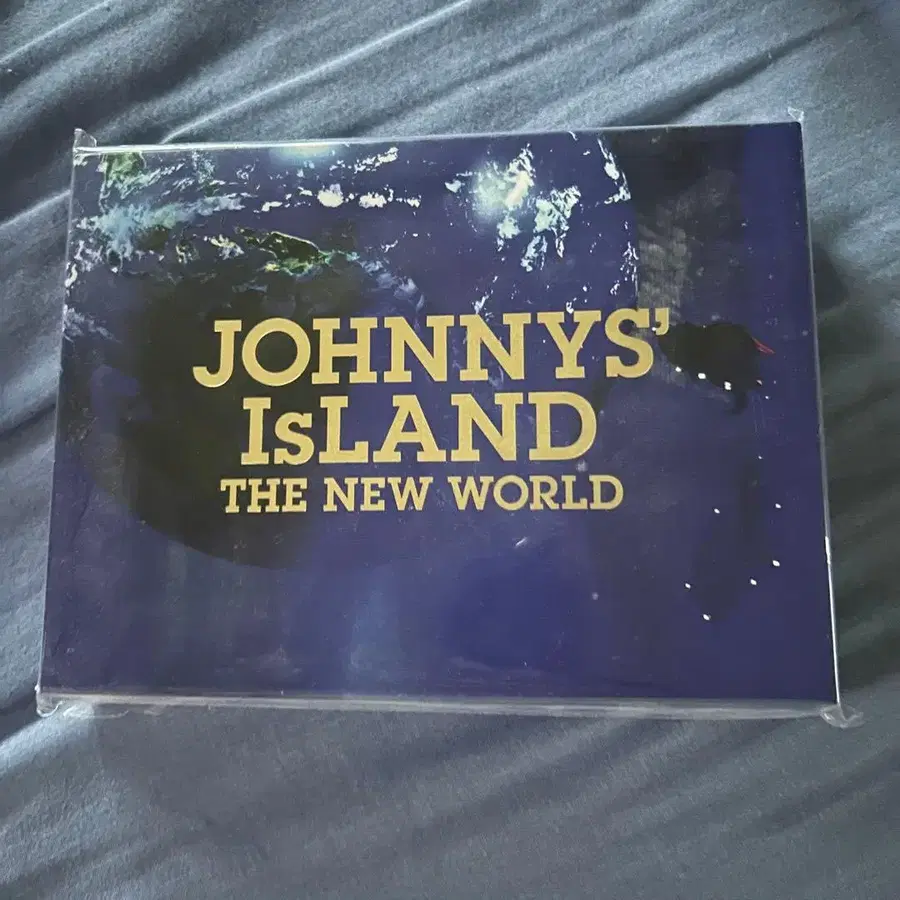 JOHNNYS'
IsLAND
THE NEW WORLD